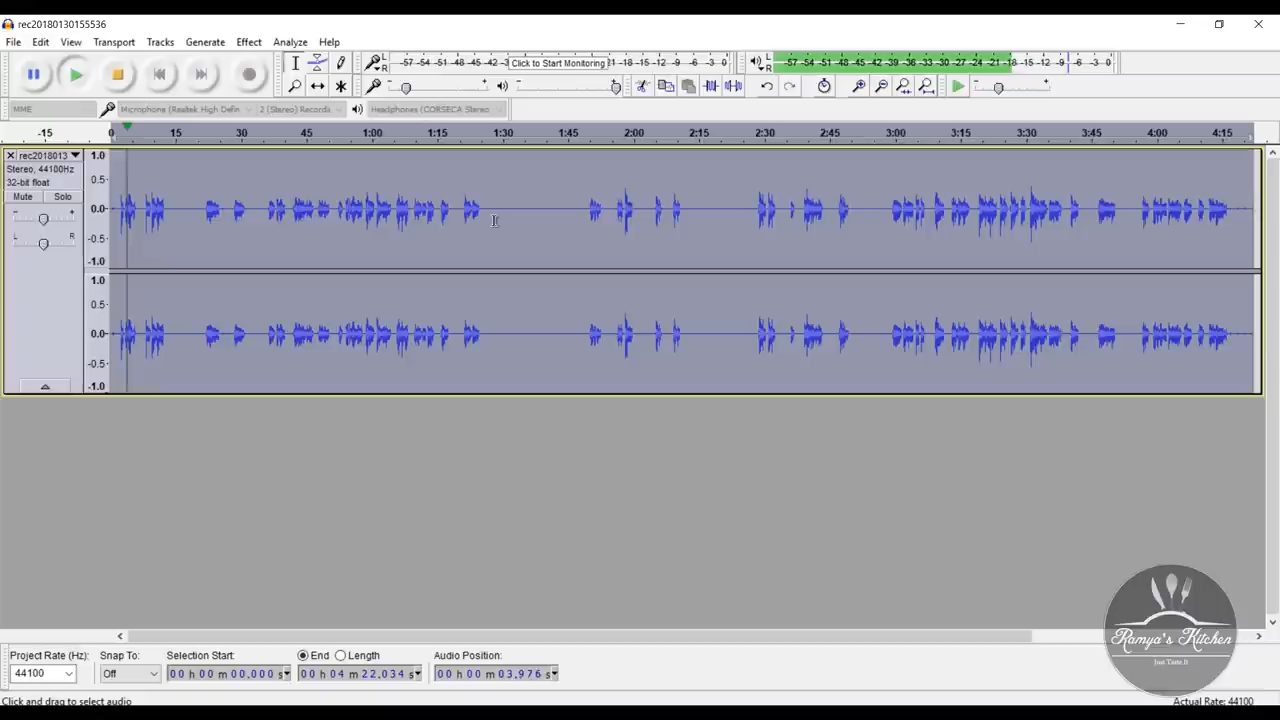 rec20180130155536
File Edit View Transport Tracks Generate Effect Analyze Help
L R -57 -54 -51 -48 -45 -42 -3 Click to Start Monitoring 1 -18 -15 -12 -9 -6 -3 0 L R -57 -54 -51 -48 -45 -42 -39 -36 -33 -30 -27 -24 -21 -18 -15 -12 -9 -6 -3 0
MME Microphone (Realtek High Defin 2 (Stereo) Recordi Headphones (CORSECA Stereo
-15 0 15 30 45 1:00 1:15 1:30 1:45 2:00 2:15 2:30 2:45 3:00 3:15 3:30 3:45 4:00 4:15
rec2018013
Stereo, 44100Hz
32-bit float
Mute Solo
- +
L R
1.0
0.5
0.0
-0.5
-1.0
1.0
0.5
0.0
-0.5
-1.0
Ramya's Kitchen
Just Taste It
Project Rate (Hz): Snap To: Selection Start: End Length Audio Position:
44100 Off 00 h 00 m 00.000 s 00 h 04 m 22.034 s 00 h 00 m 03.976 s
Click and drag to select audio Actual Rate: 44100